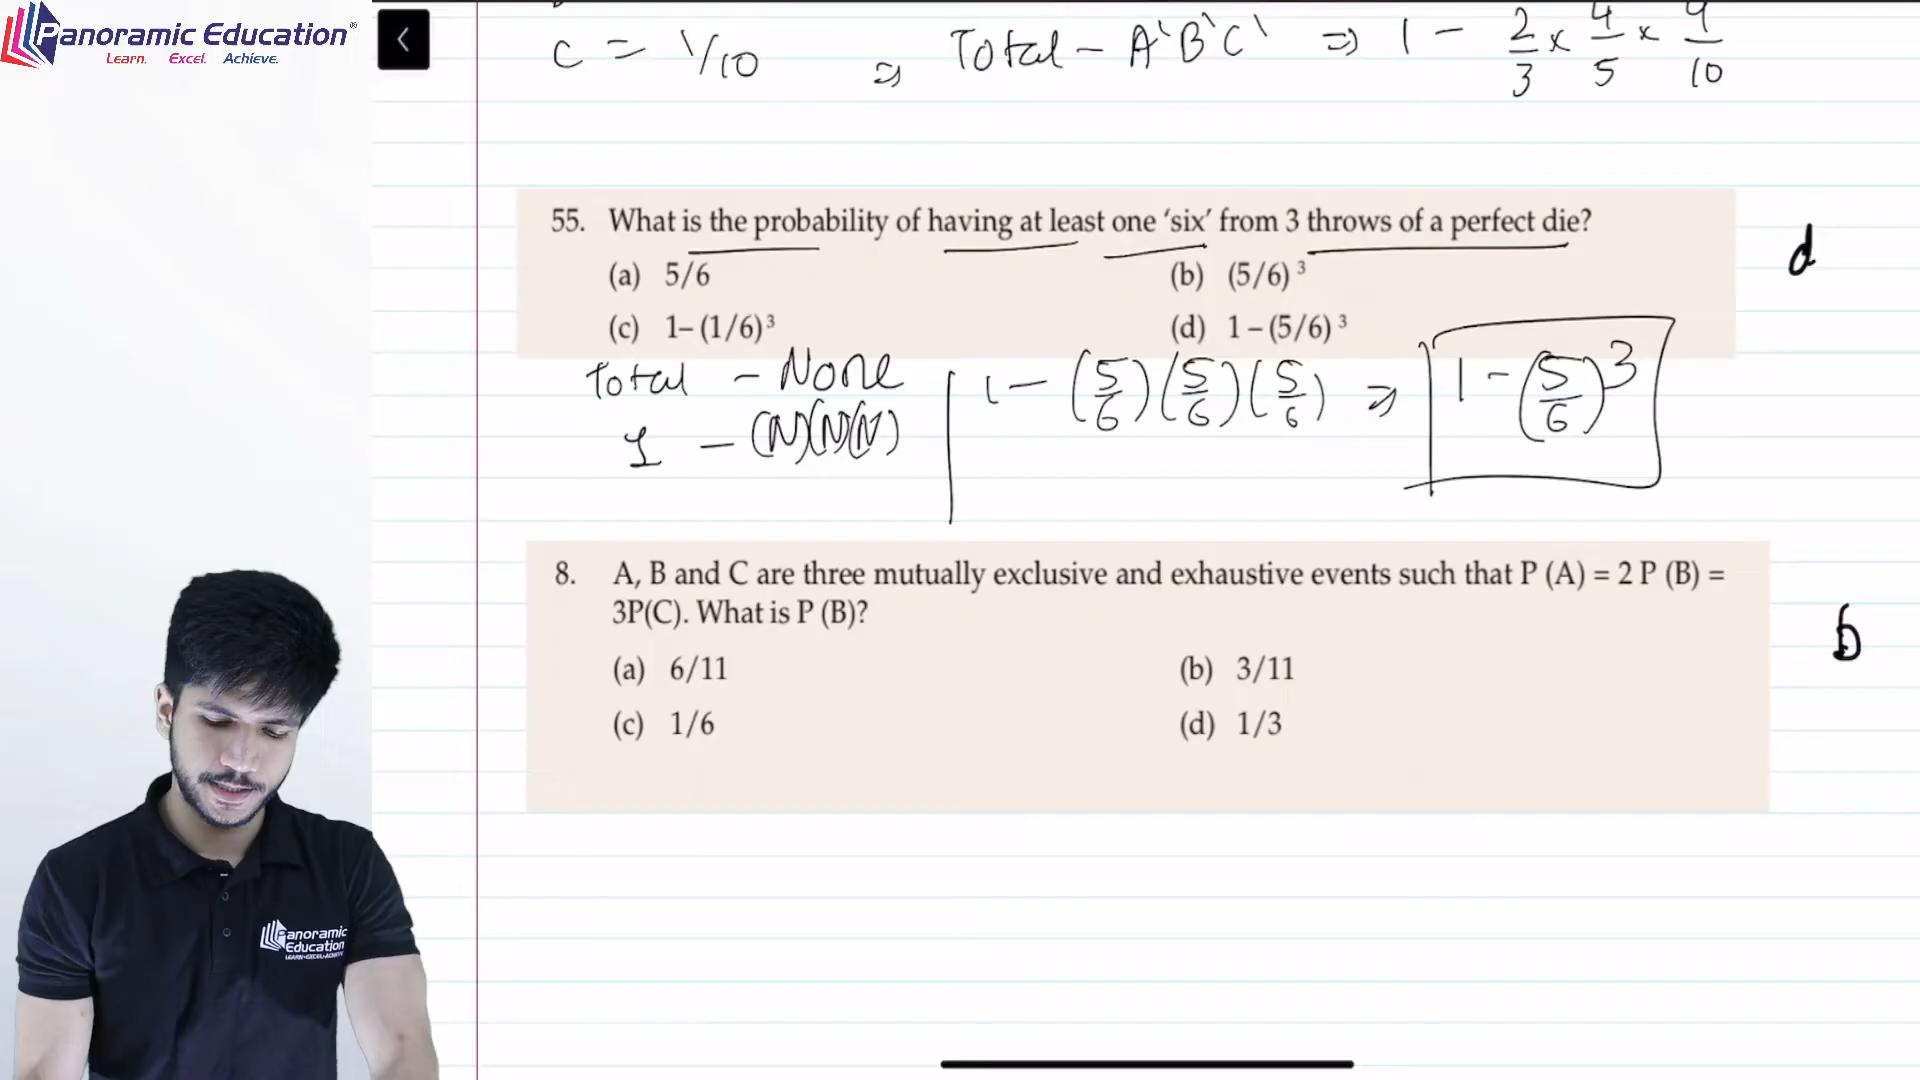 Panoramic Education®
Learn. Excel. Achieve.
C = 1/10 ⇒ Total - A'B'C' ⇒ 1 - 2/3 × 4/5 × 9/10
55. What is the probability of having at least one ‘six’ from 3 throws of a perfect die?
(a) 5/6 (b) (5/6)³
(c) 1–(1/6)³ (d) 1–(5/6)³
d
Total - None | 1 - (5/6)(5/6)(5/6) ⇒ 1 - (5/6)³
1 - (N)(N)(N)
8. A, B and C are three mutually exclusive and exhaustive events such that P (A) = 2 P (B) =
3P(C). What is P (B)?
(a) 6/11 (b) 3/11
(c) 1/6 (d) 1/3
b
Panoramic
Education
LEARN•EXCEL•ACHIEVE